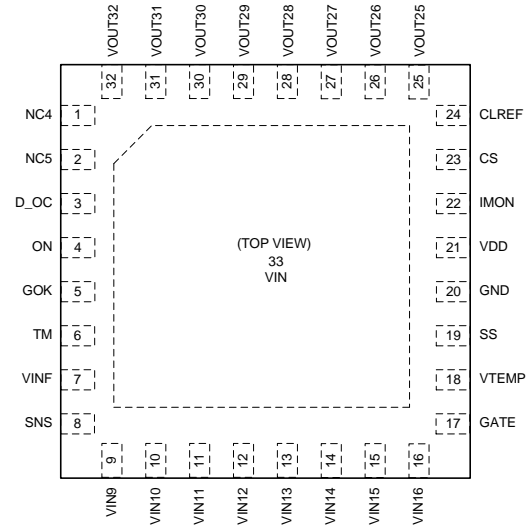 VOUT32 VOUT31 VOUT30 VOUT29 VOUT28 VOUT27 VOUT26 VOUT25
32 31 30 29 28 27 26 25
NC4 1
NC5 2
D_OC 3
ON 4
GOK 5
TM 6
VINF 7
SNS 8
(TOP VIEW)
33
VIN
24 CLREF
23 CS
22 IMON
21 VDD
20 GND
19 SS
18 VTEMP
17 GATE
9 10 11 12 13 14 15 16
VIN9 VIN10 VIN11 VIN12 VIN13 VIN14 VIN15 VIN16